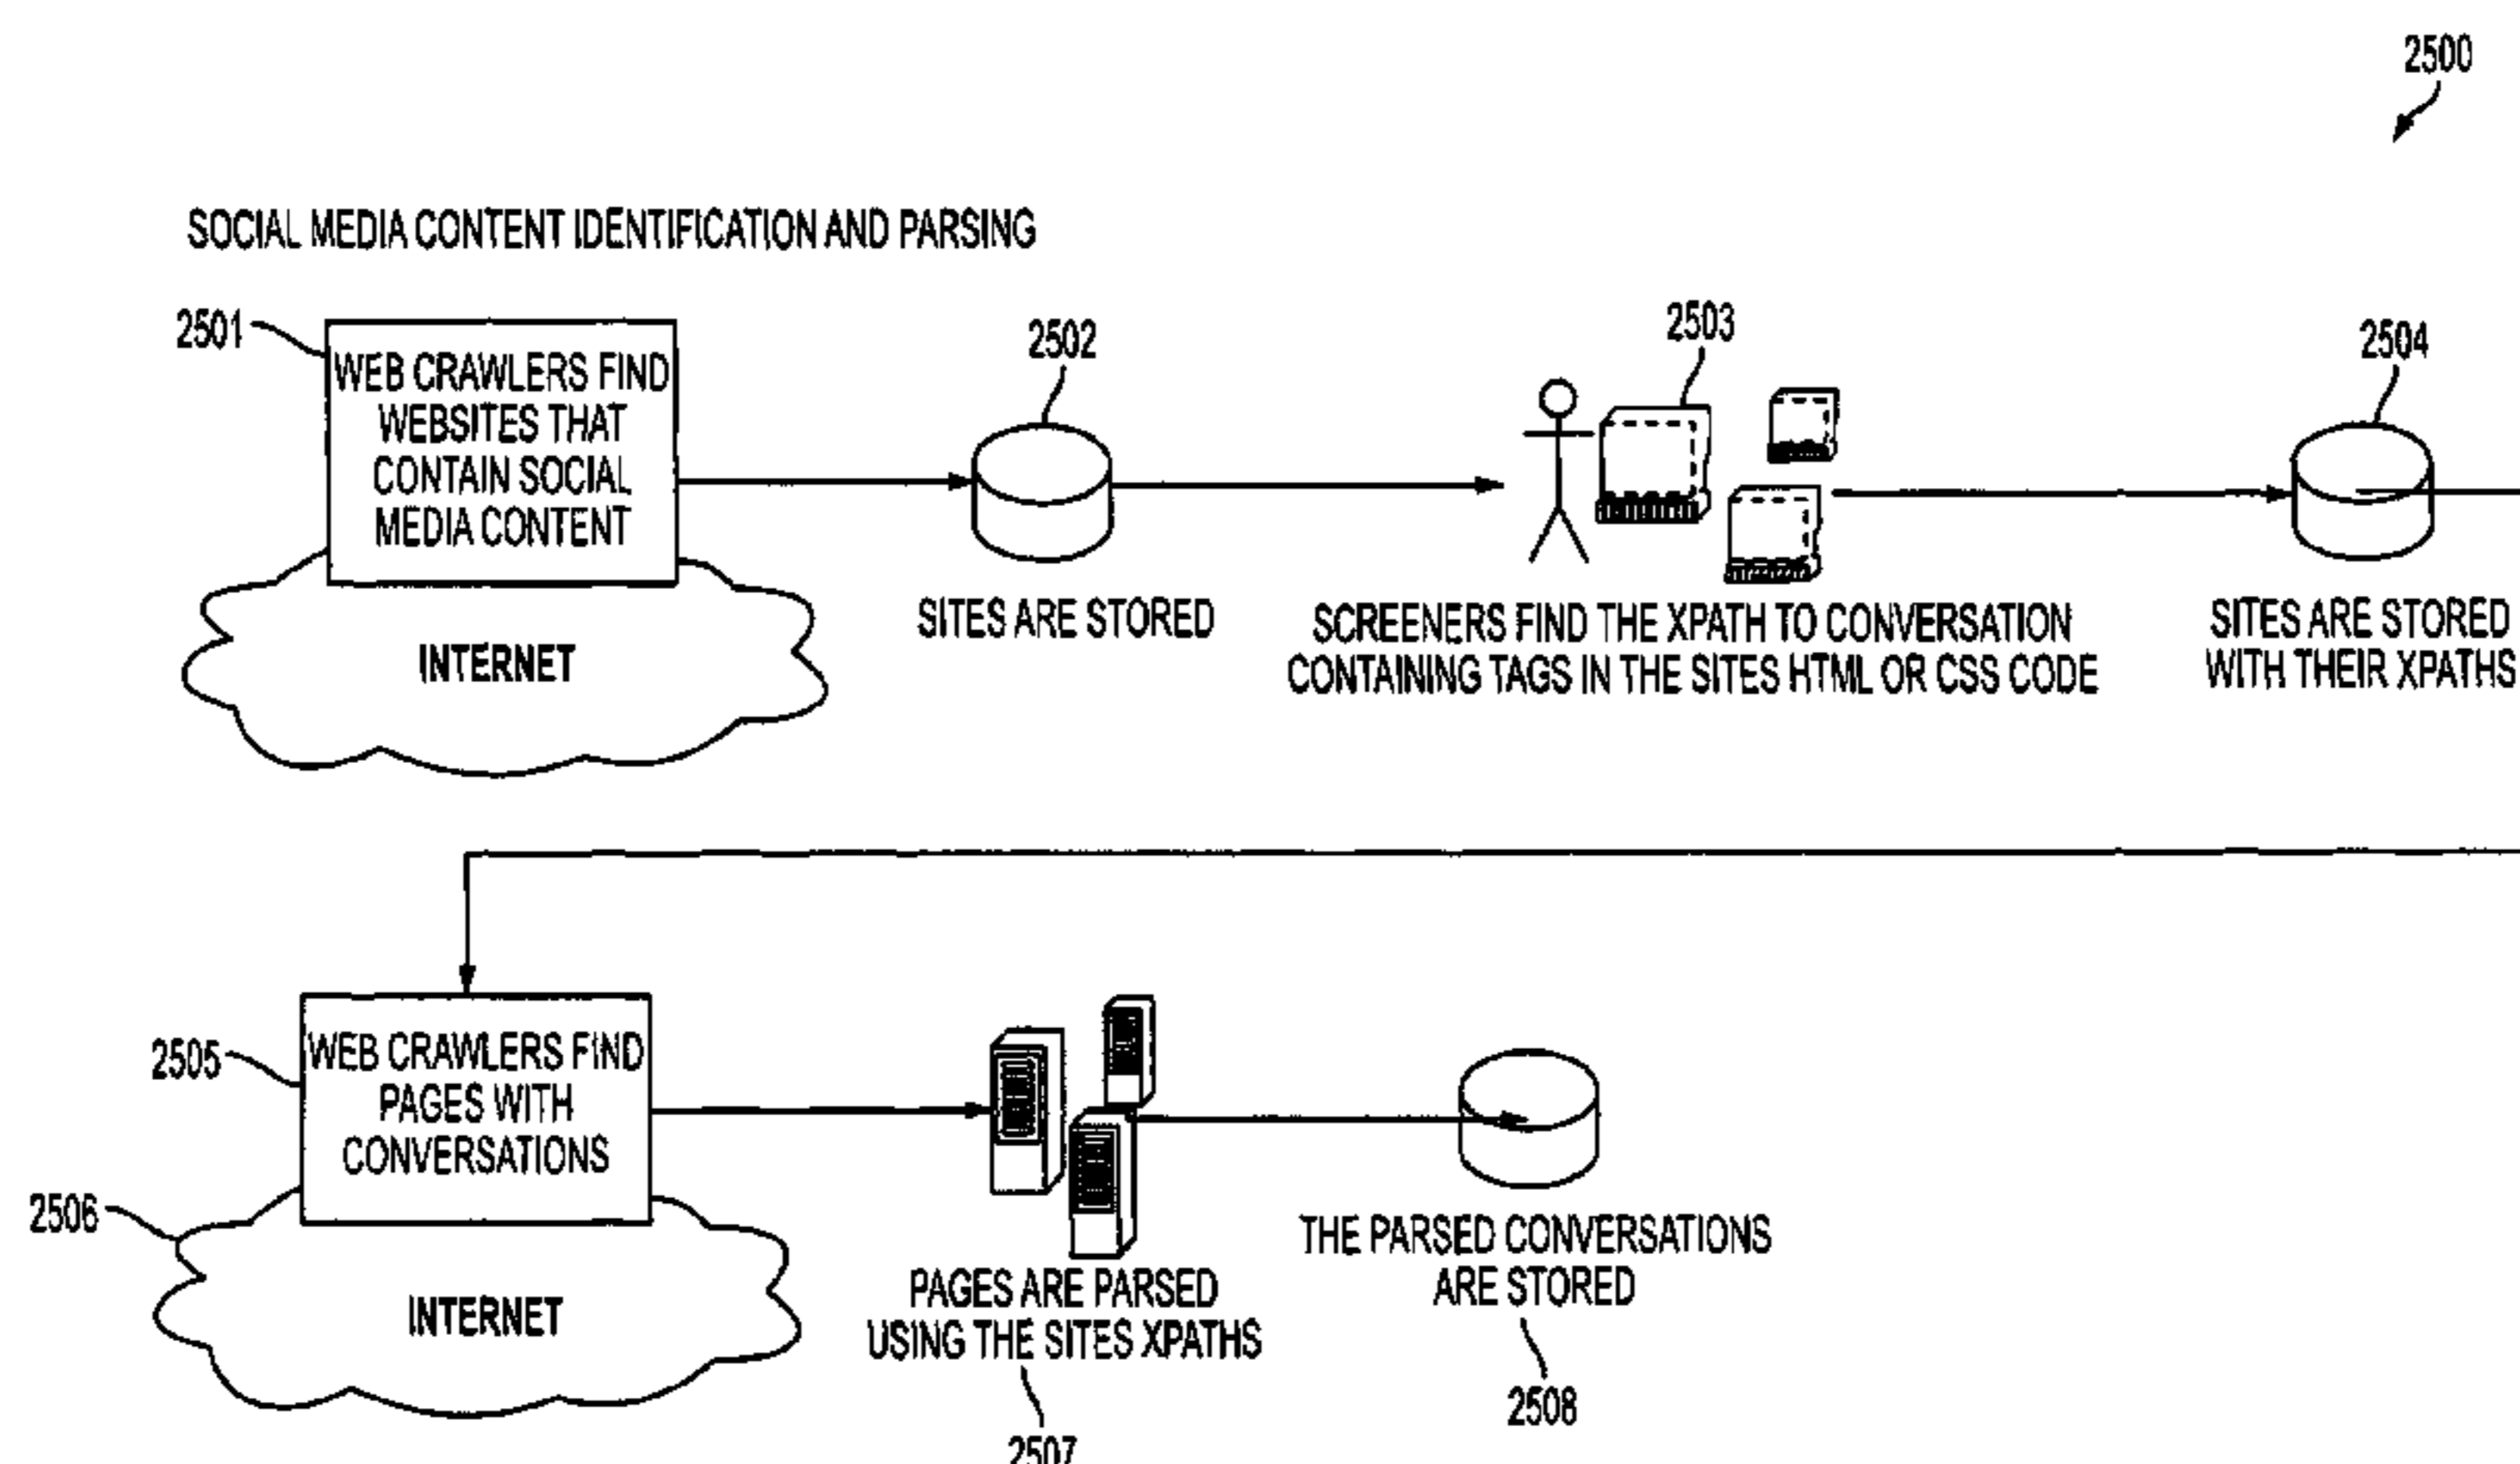 2500
SOCIAL MEDIA CONTENT IDENTIFICATION AND PARSING
2501
WEB CRAWLERS FIND
WEBSITES THAT
CONTAIN SOCIAL
MEDIA CONTENT
INTERNET
2502
SITES ARE STORED
2503
SCREENERS FIND THE XPATH TO CONVERSATION
CONTAINING TAGS IN THE SITES HTML OR CSS CODE
2504
SITES ARE STORED
WITH THEIR XPATHS
2505
WEB CRAWLERS FIND
PAGES WITH
CONVERSATIONS
2506
INTERNET
PAGES ARE PARSED
USING THE SITES XPATHS
2507
THE PARSED CONVERSATIONS
ARE STORED
2508